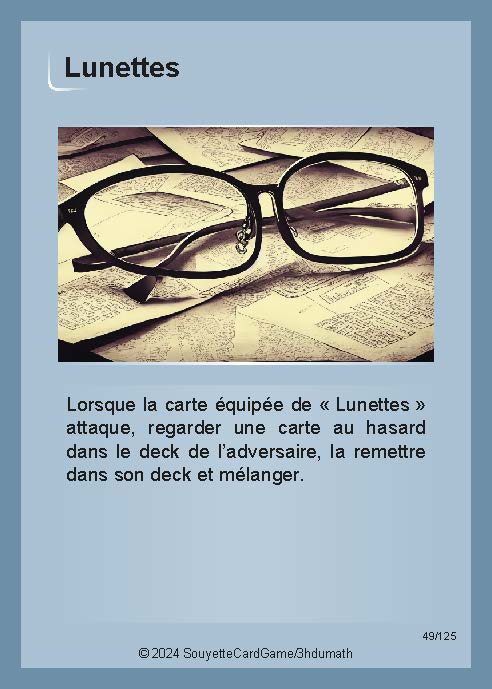 Lunettes
Lorsque la carte équipée de « Lunettes »
attaque, regarder une carte au hasard
dans le deck de l’adversaire, la remettre
dans son deck et mélanger.
49/125
© 2024 SouyetteCardGame/3hdumath